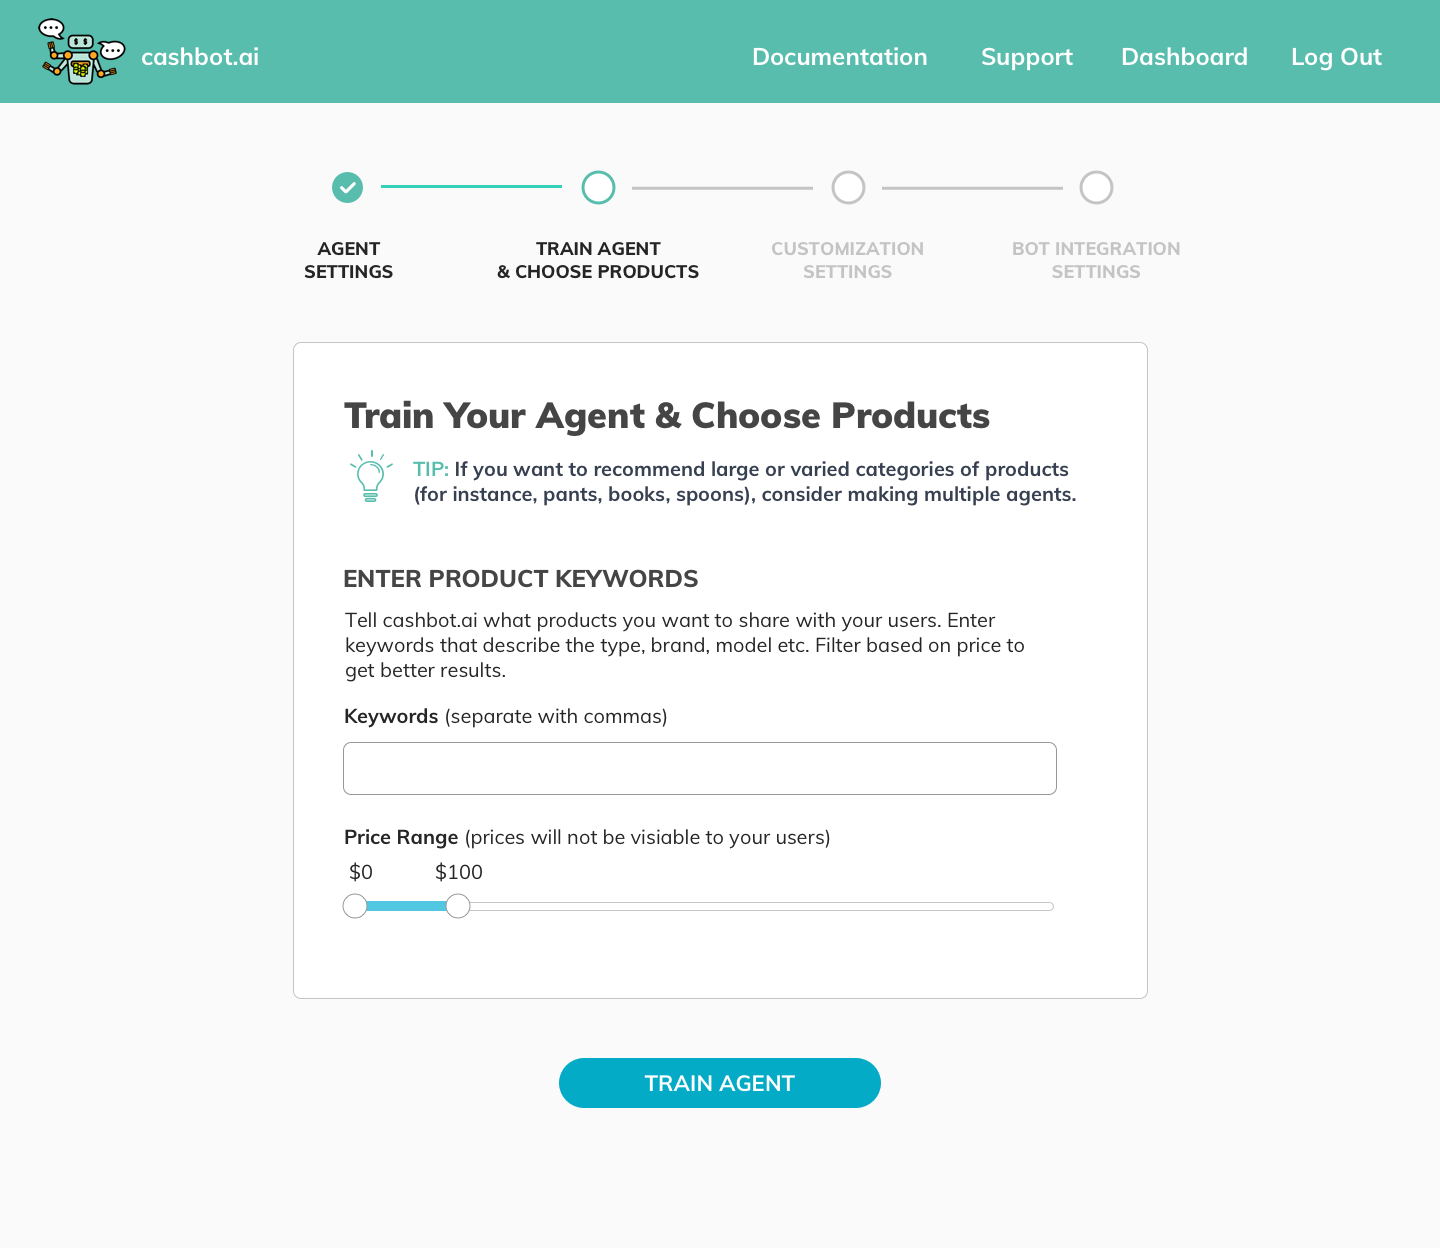 cashbot.ai
Documentation
Support
Dashboard
Log Out
AGENT
SETTINGS
TRAIN AGENT
& CHOOSE PRODUCTS
CUSTOMIZATION
SETTINGS
BOT INTEGRATION
SETTINGS
Train Your Agent & Choose Products
TIP: If you want to recommend large or varied categories of products
(for instance, pants, books, spoons), consider making multiple agents.
ENTER PRODUCT KEYWORDS
Tell cashbot.ai what products you want to share with your users. Enter
keywords that describe the type, brand, model etc. Filter based on price to
get better results.
Keywords (separate with commas)
Price Range (prices will not be visiable to your users)
$0
$100
TRAIN AGENT